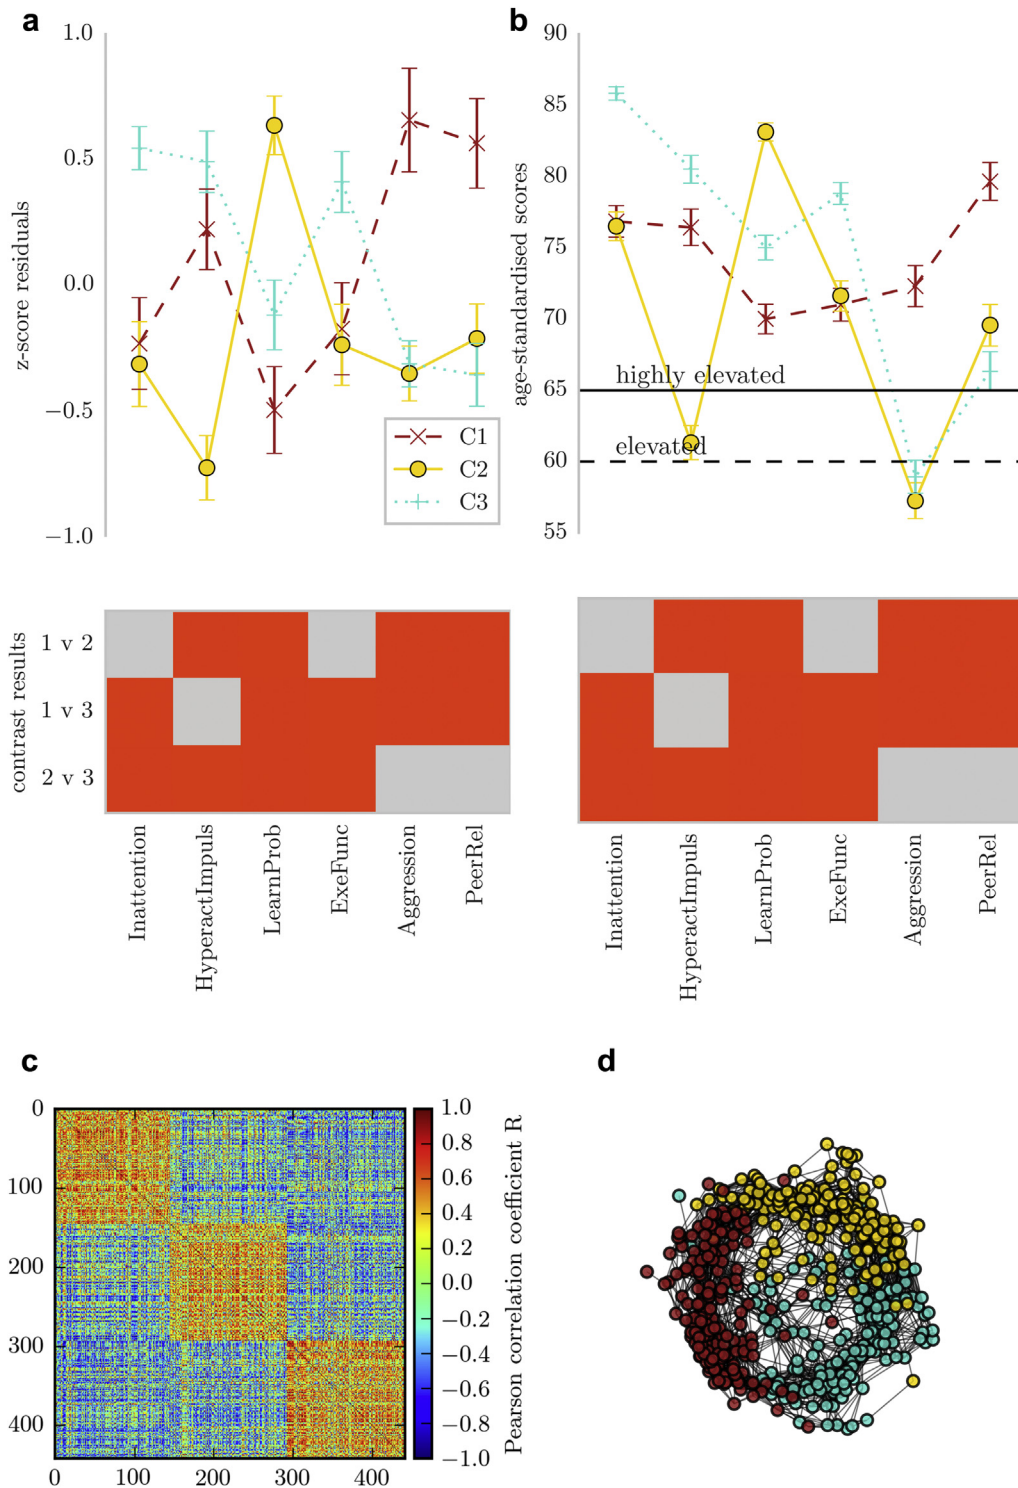 a
1.0
0.5
0.0
−0.5
−1.0
z-score residuals
C1
C2
C3
b
90
85
80
75
70
65
60
55
age-standardised scores
highly elevated
elevated
contrast results
1 v 2
1 v 3
2 v 3
Inattention
HyperactImpuls
LearnProb
ExeFunc
Aggression
PeerRel
Inattention
HyperactImpuls
LearnProb
ExeFunc
Aggression
PeerRel
c
0
100
200
300
400
0
100
200
300
400
1.0
0.8
0.6
0.4
0.2
0.0
−0.2
−0.4
−0.6
−0.8
−1.0
Pearson correlation coefficient R
d